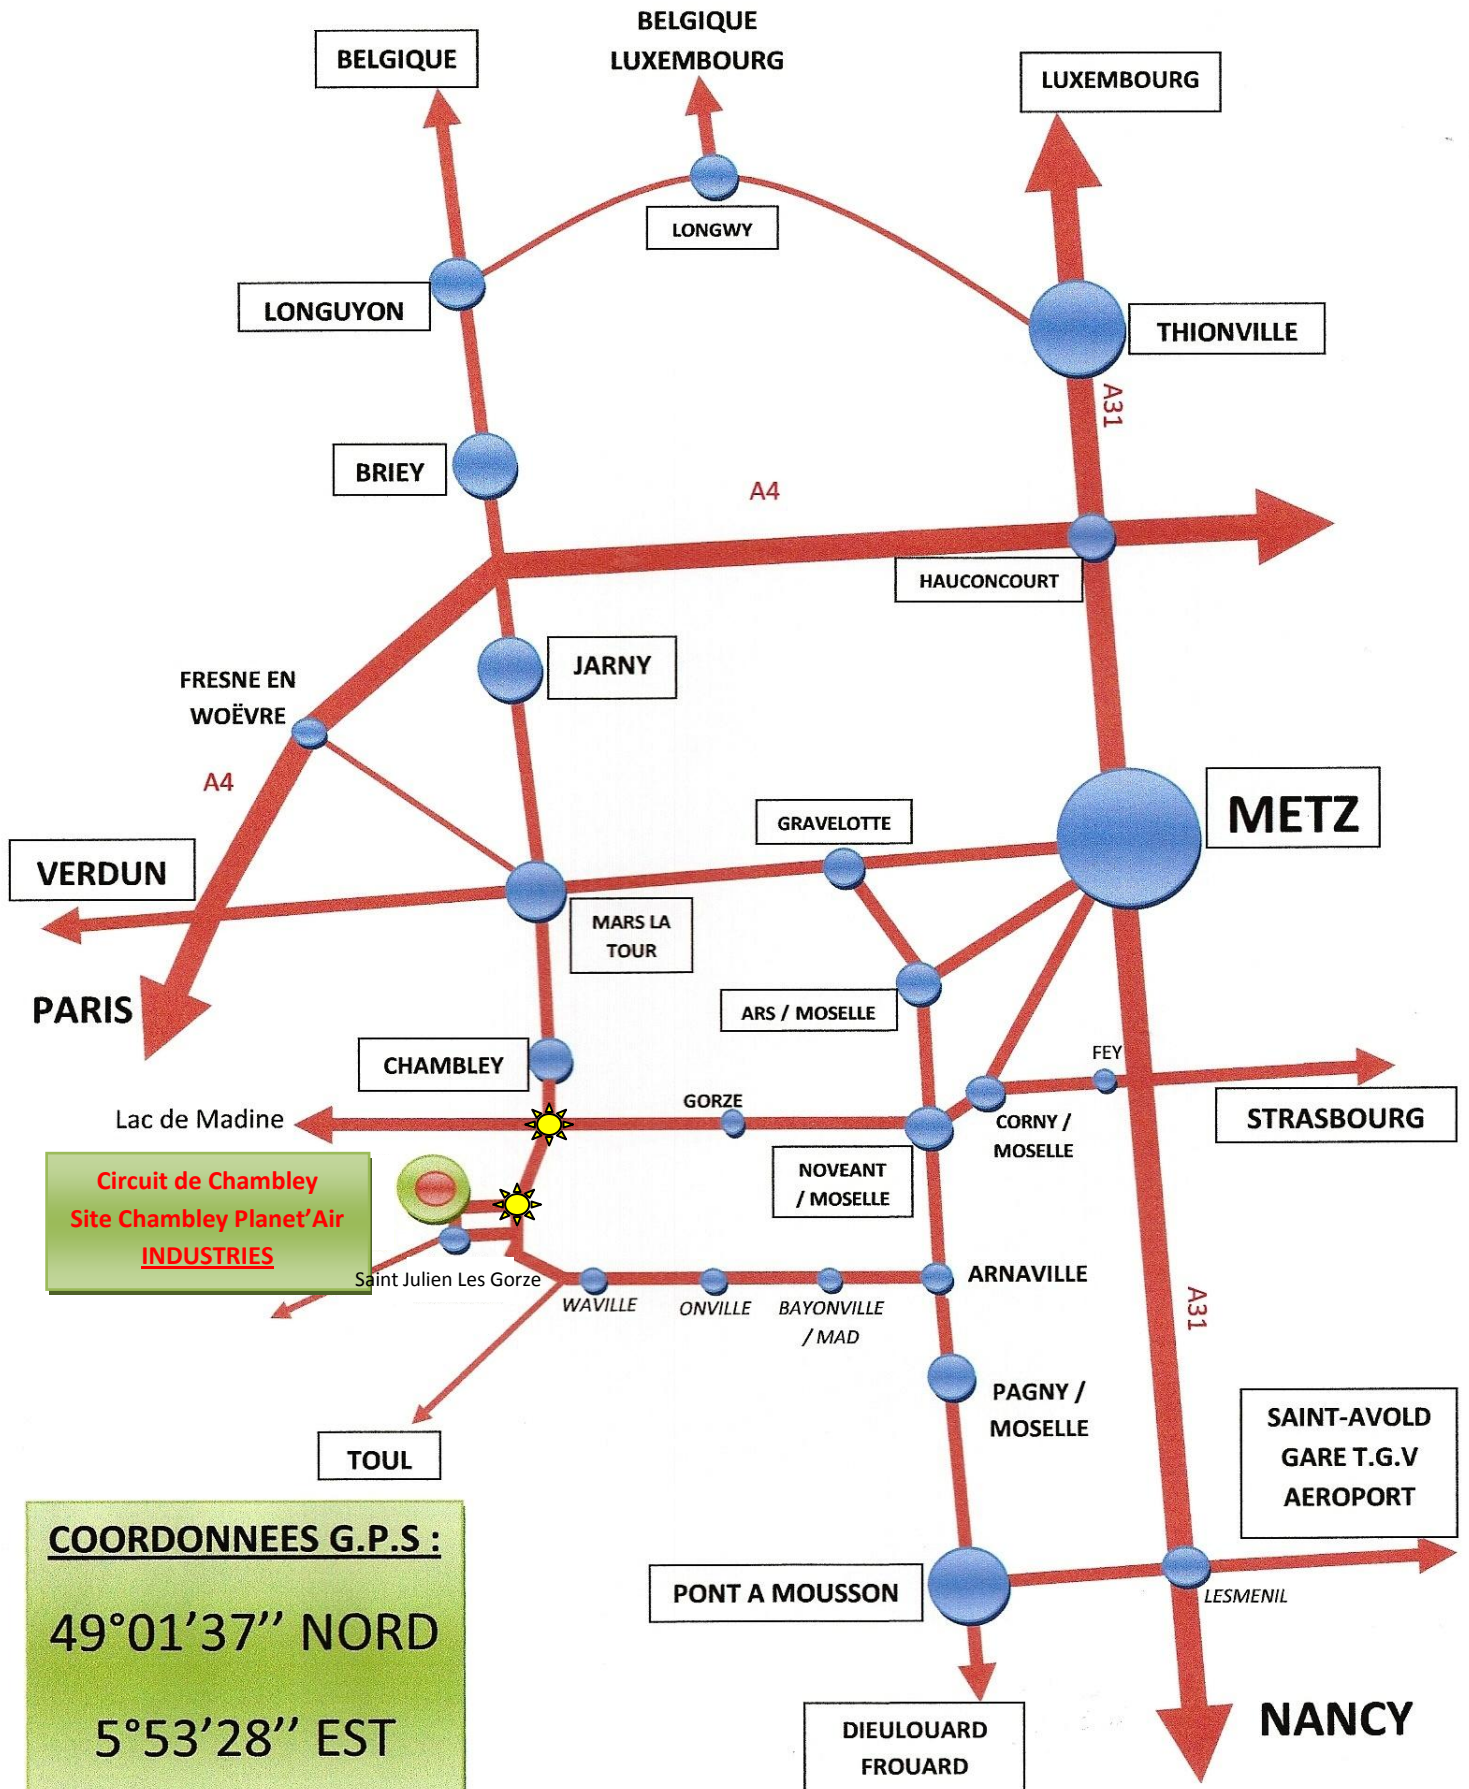 BELGIQUE
LUXEMBOURG
BELGIQUE
LUXEMBOURG
LONGWY
LONGUYON
THIONVILLE
A31
BRIEY
A4
HAUCONCOURT
JARNY
FRESNE EN
WOËVRE
A4
METZ
GRAVELOTTE
VERDUN
MARS LA
TOUR
PARIS
ARS / MOSELLE
CHAMBLEY
FEY
Lac de Madine
GORZE
CORNY /
MOSELLE
STRASBOURG
NOVEANT
/ MOSELLE
Circuit de Chambley
Site Chambley Planet’Air
INDUSTRIES
Saint Julien Les Gorze
ARNAVILLE
WAVILLE
ONVILLE
BAYONVILLE
/ MAD
A31
PAGNY /
MOSELLE
SAINT-AVOLD
GARE T.G.V
AEROPORT
TOUL
COORDONNEES G.P.S :
49°01’37’’ NORD
5°53’28’’ EST
PONT A MOUSSON
LESMENIL
NANCY
DIEULOUARD
FROUARD